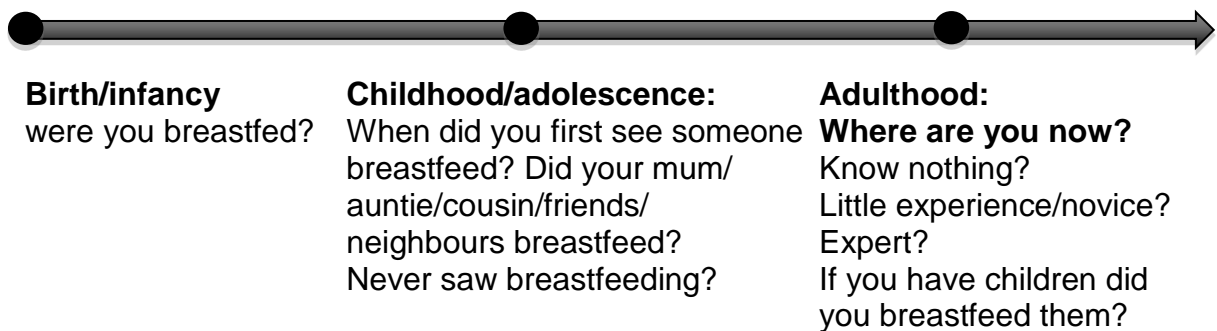 Birth/infancy
were you breastfed?
Childhood/adolescence:
When did you first see someone
breastfeed? Did your mum/
auntie/cousin/friends/
neighbours breastfeed?
Never saw breastfeeding?
Adulthood:
Where are you now?
Know nothing?
Little experience/novice?
Expert?
If you have children did
you breastfeed them?